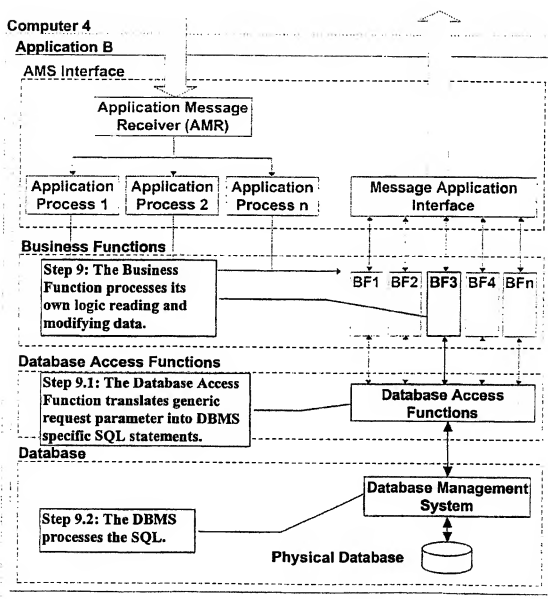 Computer 4
Application B
AMS Interface
Application Message
Receiver (AMR)
Application
Process 1
Application
Process 2
Application
Process n
Message Application
Interface
Business Functions
Step 9: The Business
Function processes its
own logic reading and
modifying data.
BF1
BF2
BF3
BF4
BFn
Database Access Functions
Step 9.1: The Database Access
Function translates generic
request parameter into DBMS
specific SQL statements.
Database Access
Functions
Database
Database Management
System
Step 9.2: The DBMS
processes the SQL.
Physical Database